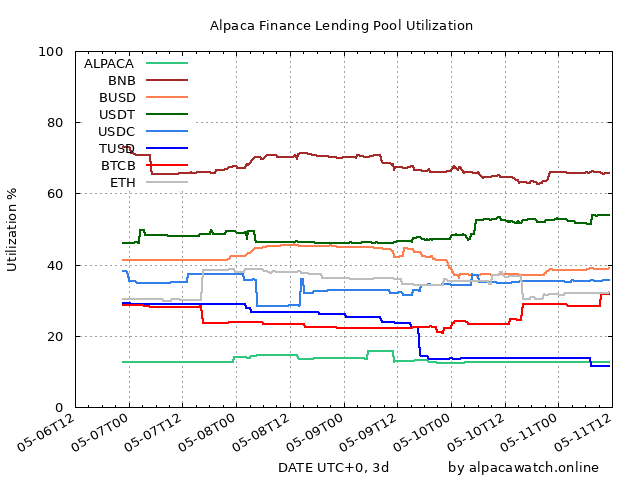 Alpaca Finance Lending Pool Utilization
100
80
60
40
20
0
Utilization %
ALPACA
BNB
BUSD
USDT
USDC
TUSD
BTCB
ETH
05-06T12
05-07T00
05-07T12
05-08T00
05-08T12
05-09T00
05-09T12
05-10T00
05-10T12
05-11T00
05-11T12
DATE UTC+0, 3d
by alpacawatch.online